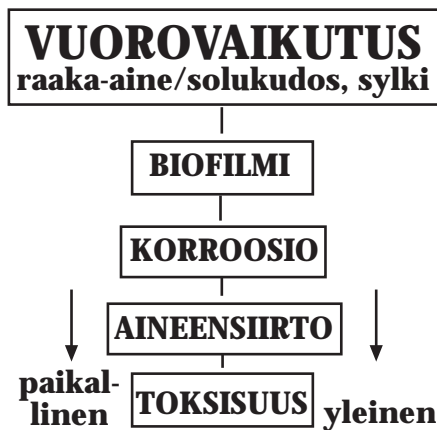 VUOROVAIKUTUS
raaka-aine/solukudos, sylki
BIOFILMI
KORROOSIO
AINEENSIIRTO
paikal-
linen
TOKSISUUS
yleinen